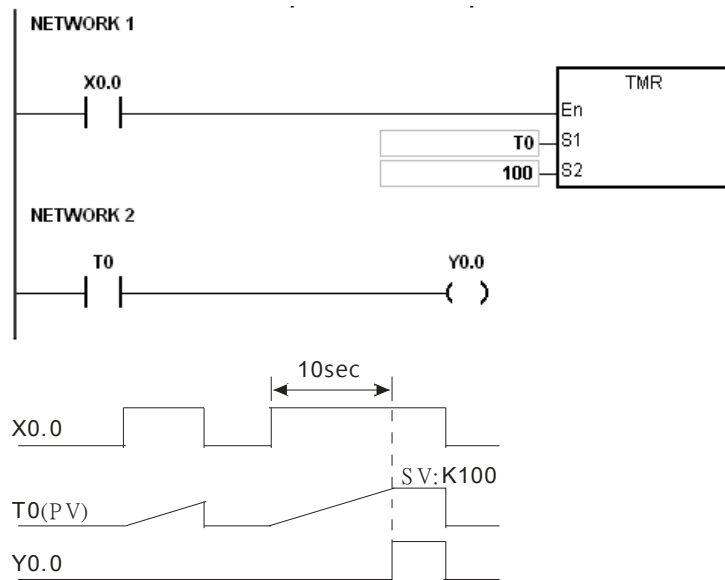 NETWORK 1
X0.0
TMR
En
T0 S1
100 S2
NETWORK 2
T0 Y0.0
10sec
X0.0
SV:K100
T0(PV)
Y0.0